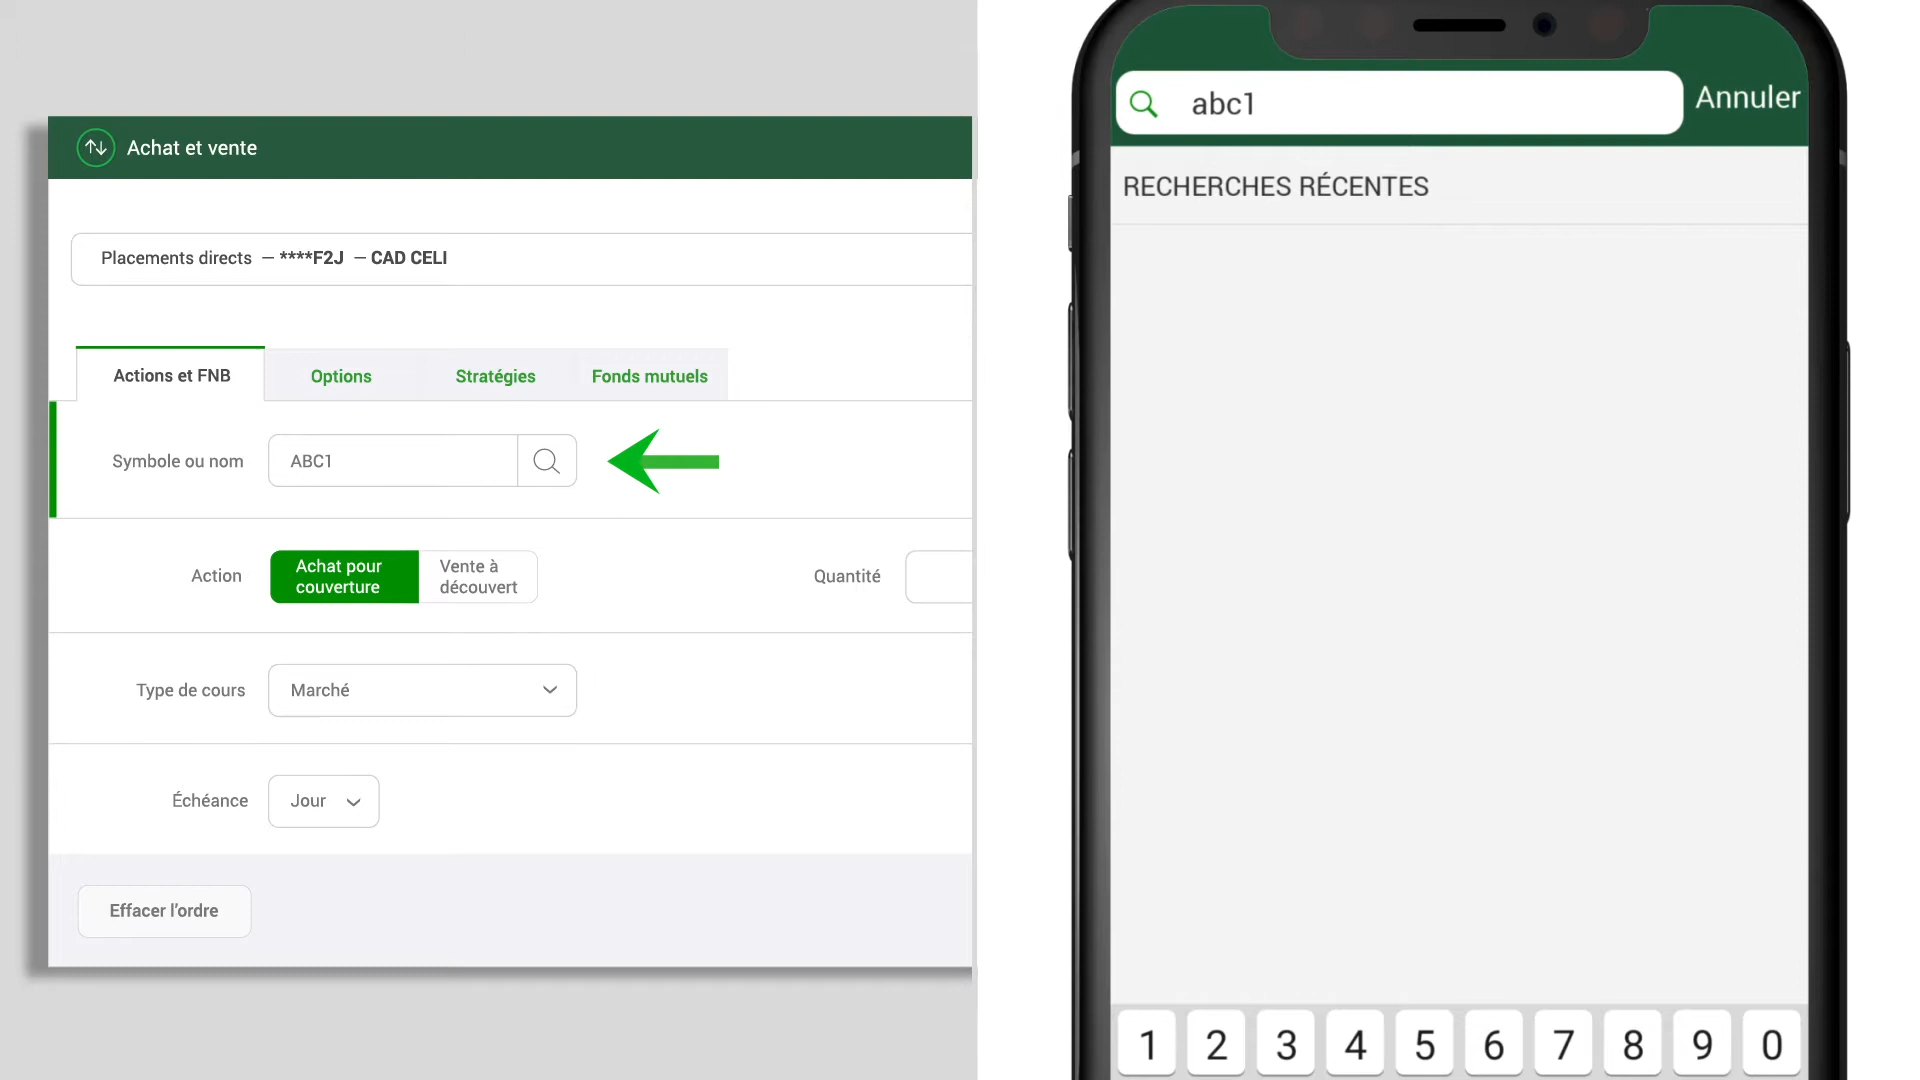 Achat et vente
Placements directs — ****F2J — CAD CELI
Actions et FNB
Options
Stratégies
Fonds mutuels
Symbole ou nom
ABC1
Action
Achat pour
couverture
Vente à
découvert
Quantité
Type de cours
Marché
Échéance
Jour
Effacer l’ordre
abc1
Annuler
RECHERCHES RÉCENTES
1 2 3 4 5 6 7 8 9 0